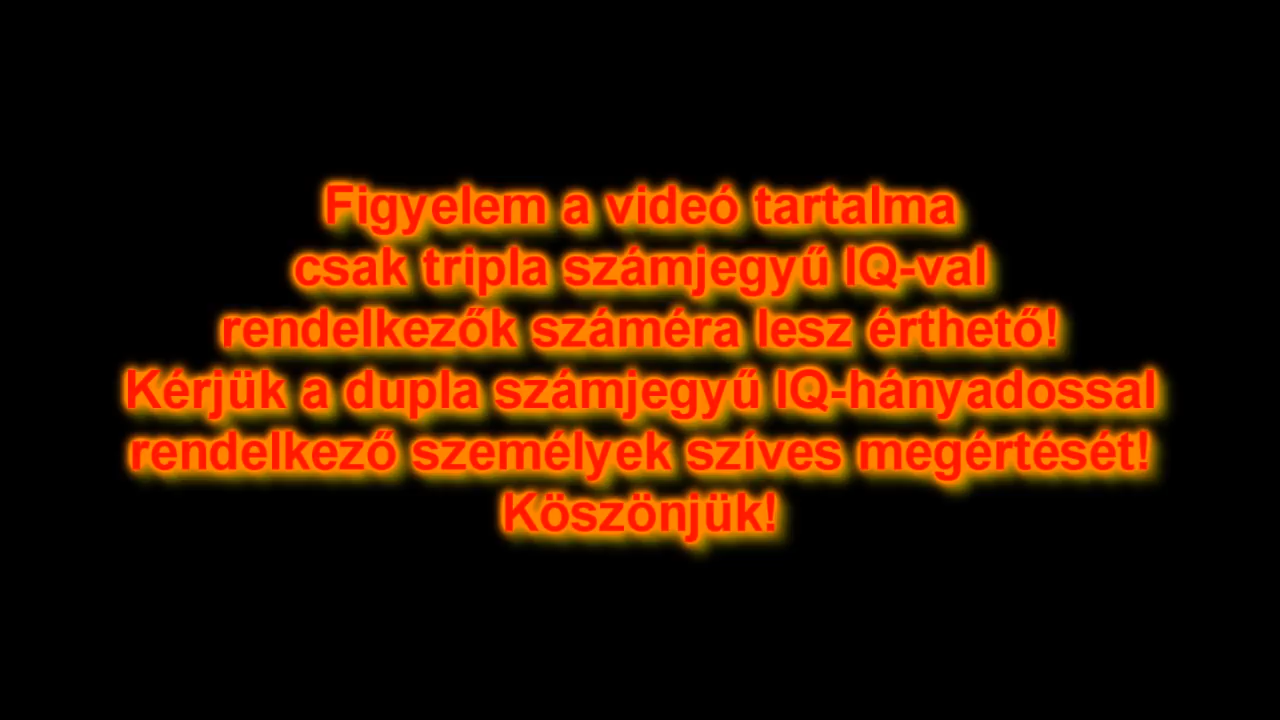 Figyelem a videó tartalma
csak tripla számjegyű IQ-val
rendelkezők száméra lesz érthető!
Kérjük a dupla számjegyű IQ-hányadossal
rendelkező személyek szíves megértését!
Köszönjük!